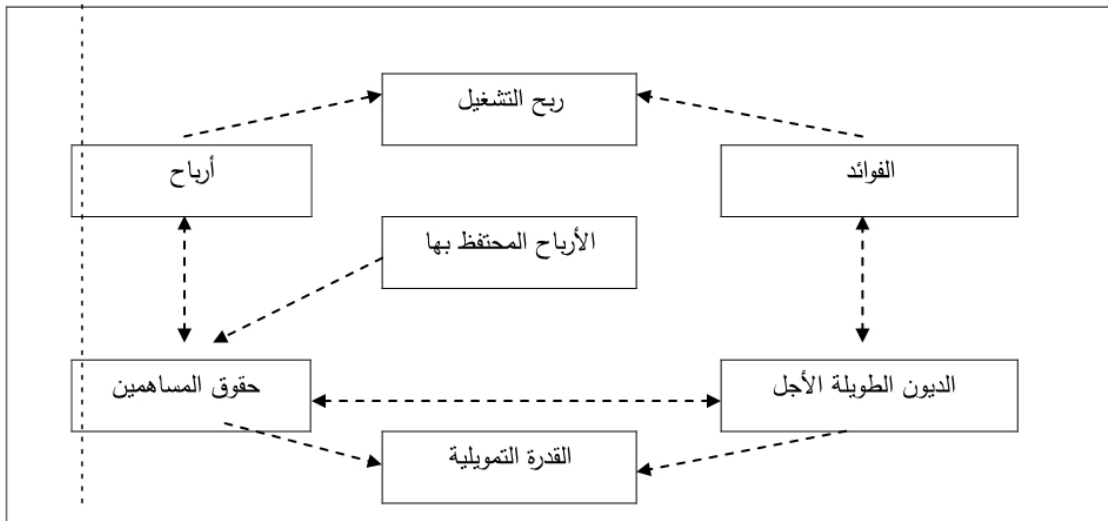 ربح التشغيل
أرباح
الفوائد
الأرباح المحتفظ بها
حقوق المساهمين
الديون الطويلة الأجل
القدرة التمويلية